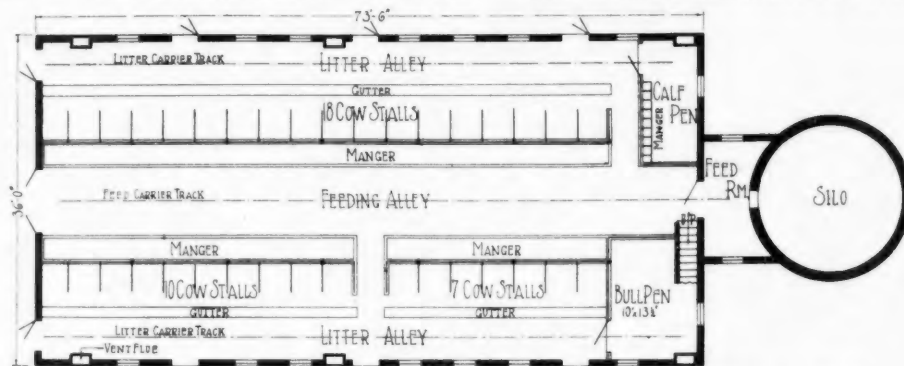 73'-6"
LITTER CARRIER TRACK
LITTER ALLEY
GUTTER
18 COW STALLS
CALF
PEN
MANGER
MANGER
36'-0"
FEED CARRIER TRACK
FEEDING ALLEY
FEED
RM.
SILO
UP
MANGER
MANGER
10 COW STALLS
7 COW STALLS
BULL PEN
GUTTER
GUTTER
LITTER CARRIER TRACK
LITTER ALLEY
VENT FLUE